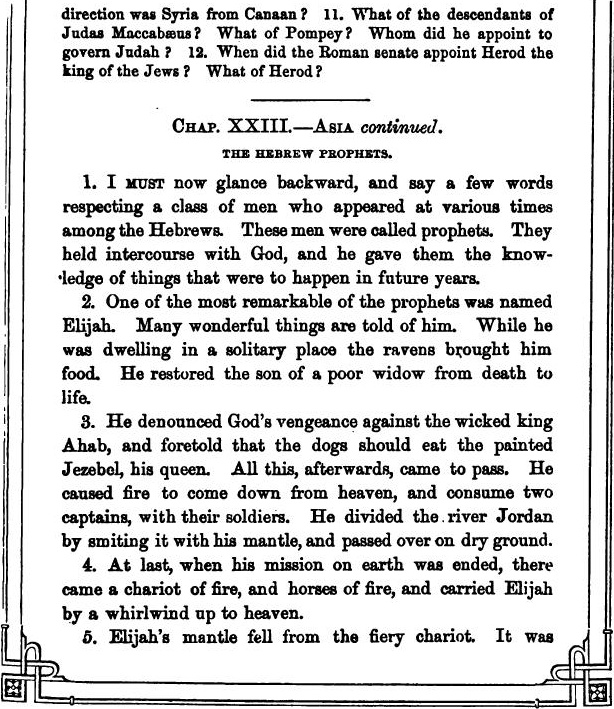 direction was Syria from Canaan? 11. What of the descendants of
Judas Maccabæus? What of Pompey? Whom did he appoint to
govern Judah? 12. When did the Roman senate appoint Herod the
king of the Jews? What of Herod?
CHAP. XXIII.—ASIA continued.
THE HEBREW PROPHETS.
1. I MUST now glance backward, and say a few words
respecting a class of men who appeared at various times
among the Hebrews. These men were called prophets. They
held intercourse with God, and he gave them the know-
ledge of things that were to happen in future years.
2. One of the most remarkable of the prophets was named
Elijah. Many wonderful things are told of him. While he
was dwelling in a solitary place the ravens brought him
food. He restored the son of a poor widow from death to
life.
3. He denounced God's vengeance against the wicked king
Ahab, and foretold that the dogs should eat the painted
Jezebel, his queen. All this, afterwards, came to pass. He
caused fire to come down from heaven, and consume two
captains, with their soldiers. He divided the river Jordan
by smiting it with his mantle, and passed over on dry ground.
4. At last, when his mission on earth was ended, there
came a chariot of fire, and horses of fire, and carried Elijah
by a whirlwind up to heaven.
5. Elijah's mantle fell from the fiery chariot. It was